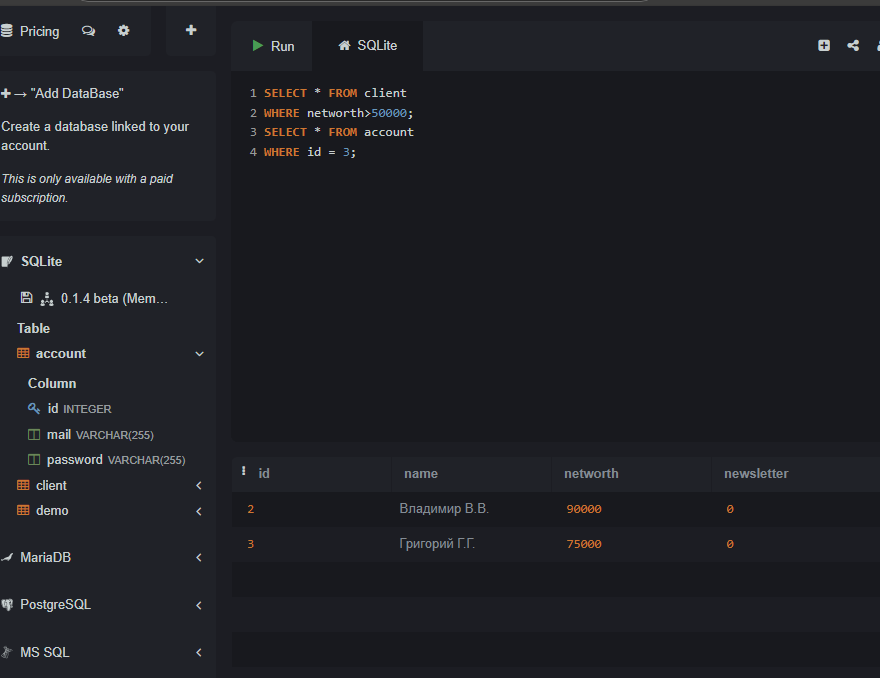 Pricing
Run
SQLite
"Add DataBase"
Create a database linked to your
account.
This is only available with a paid
subscription.
1 SELECT * FROM client
2 WHERE networth>50000;
3 SELECT * FROM account
4 WHERE id = 3;
SQLite
0.1.4 beta (Mem...
Table
account
Column
id INTEGER
mail VARCHAR(255)
password VARCHAR(255)
client
demo
MariaDB
PostgreSQL
MS SQL
id name networth newsletter
2 Владимир В.В. 90000 0
3 Григорий Г.Г. 75000 0